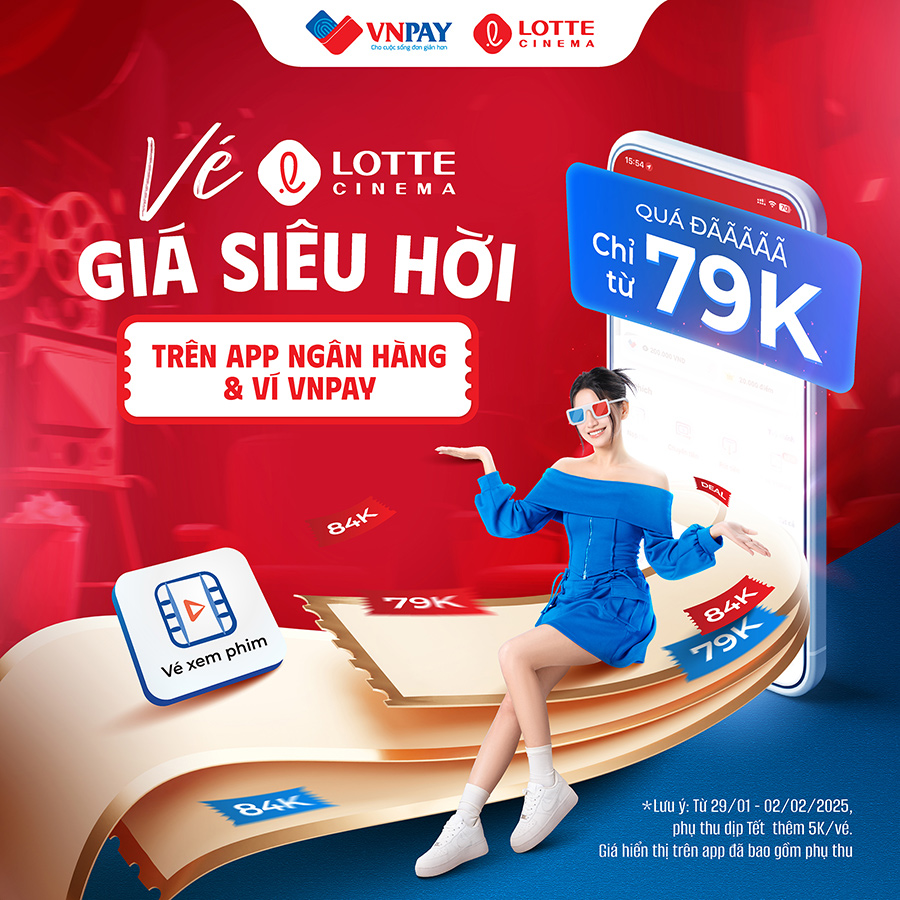 VNPAY
Cho cuộc sống đơn giản hơn
LOTTE
CINEMA
Vé
LOTTE
CINEMA
GIÁ SIÊU HỜI
TRÊN APP NGÂN HÀNG
& VÍ VNPAY
15:54
QUÁ ĐÃÃÃÃÃ
Chỉ từ 79K
DEAL
84K
79K
84K
79K
Vé xem phim
84K
*Lưu ý: Từ 29/01 - 02/02/2025,
phụ thu dịp Tết thêm 5K/vé.
Giá hiển thị trên app đã bao gồm phụ thu